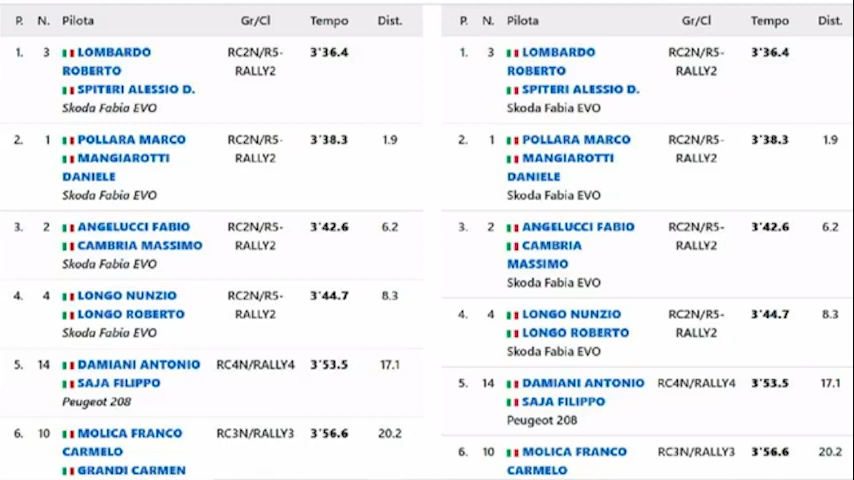 P. N. Pilota Gr/Cl Tempo Dist.
1. 3 LOMBARDO RC2N/R5- 3'36.4
ROBERTO RALLY2
SPITERI ALESSIO D.
Skoda Fabia EVO
2. 1 POLLARA MARCO RC2N/R5- 3'38.3 1.9
MANGIAROTTI RALLY2
DANIELE
Skoda Fabia EVO
3. 2 ANGELUCCI FABIO RC2N/R5- 3'42.6 6.2
CAMBRIA MASSIMO RALLY2
Skoda Fabia EVO
4. 4 LONGO NUNZIO RC2N/R5- 3'44.7 8.3
LONGO ROBERTO RALLY2
Skoda Fabia EVO
5. 14 DAMIANI ANTONIO RC4N/RALLY4 3'53.5 17.1
SAJA FILIPPO
Peugeot 208
6. 10 MOLICA FRANCO RC3N/RALLY3 3'56.6 20.2
CARMELO
GRANDI CARMEN
P. N. Pilota Gr/Cl Tempo Dist.
1. 3 LOMBARDO RC2N/R5- 3'36.4
ROBERTO RALLY2
SPITERI ALESSIO D.
Skoda Fabia EVO
2. 1 POLLARA MARCO RC2N/R5- 3'38.3 1.9
MANGIAROTTI RALLY2
DANIELE
Skoda Fabia EVO
3. 2 ANGELUCCI FABIO RC2N/R5- 3'42.6 6.2
CAMBRIA RALLY2
MASSIMO
Skoda Fabia EVO
4. 4 LONGO NUNZIO RC2N/R5- 3'44.7 8.3
LONGO ROBERTO RALLY2
Skoda Fabia EVO
5. 14 DAMIANI ANTONIO RC4N/RALLY4 3'53.5 17.1
SAJA FILIPPO
Peugeot 208
6. 10 MOLICA FRANCO RC3N/RALLY3 3'56.6 20.2
CARMELO